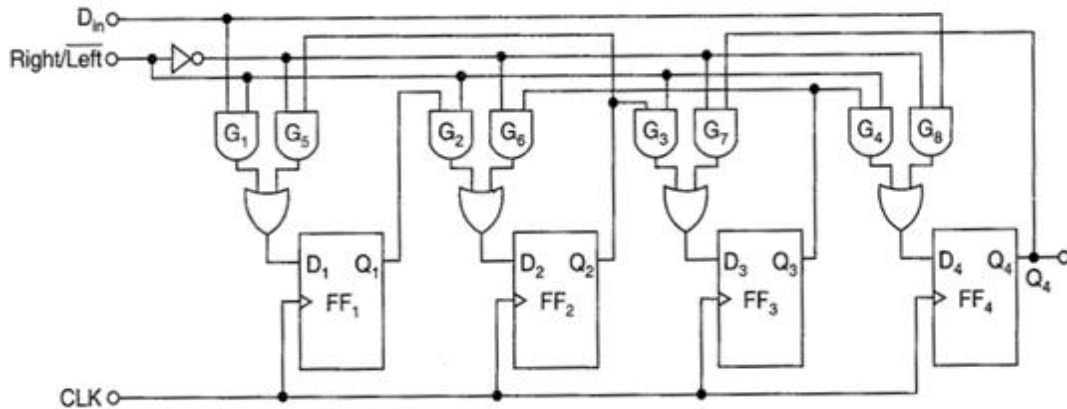 D_in
Right/L̅e̅f̅t̅
G₁ G₅ G₂ G₆ G₃ G₇ G₄ G₈
D₁ Q₁ D₂ Q₂ D₃ Q₃ D₄ Q₄
Q₄
FF₁ FF₂ FF₃ FF₄
CLK